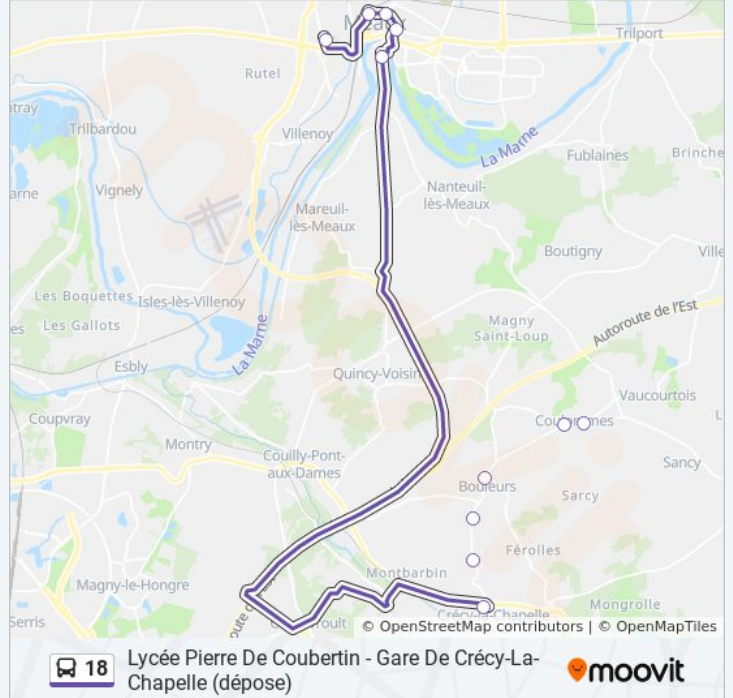 Meaux
Trilport
Rutel
Trilbardou
Villenoy
La Marne
Fublaines
Brinche
Vignely
Nanteuil-
lès-Meaux
Mareuil-
lès-Meaux
Boutigny
Ville
Les Boquettes
Isles-lès-Villenoy
Les Gallots
Magny
Saint-Loup
Autoroute de l'Est
La Marne
Esbly
Quincy-Voisin
Vaucourtois
Coupvray
Coulommes
Montry
Couilly-Pont-
aux-Dames
Sancy
Bouleurs
Sarcy
Férolles
Montbarbin
Magny-le-Hongre
Crécy-la-Chapelle
Mongrolle
Serris
© OpenStreetMap contributors | © OpenMapTiles
18
Lycée Pierre De Coubertin - Gare De Crécy-La-
Chapelle (dépose)
moovit